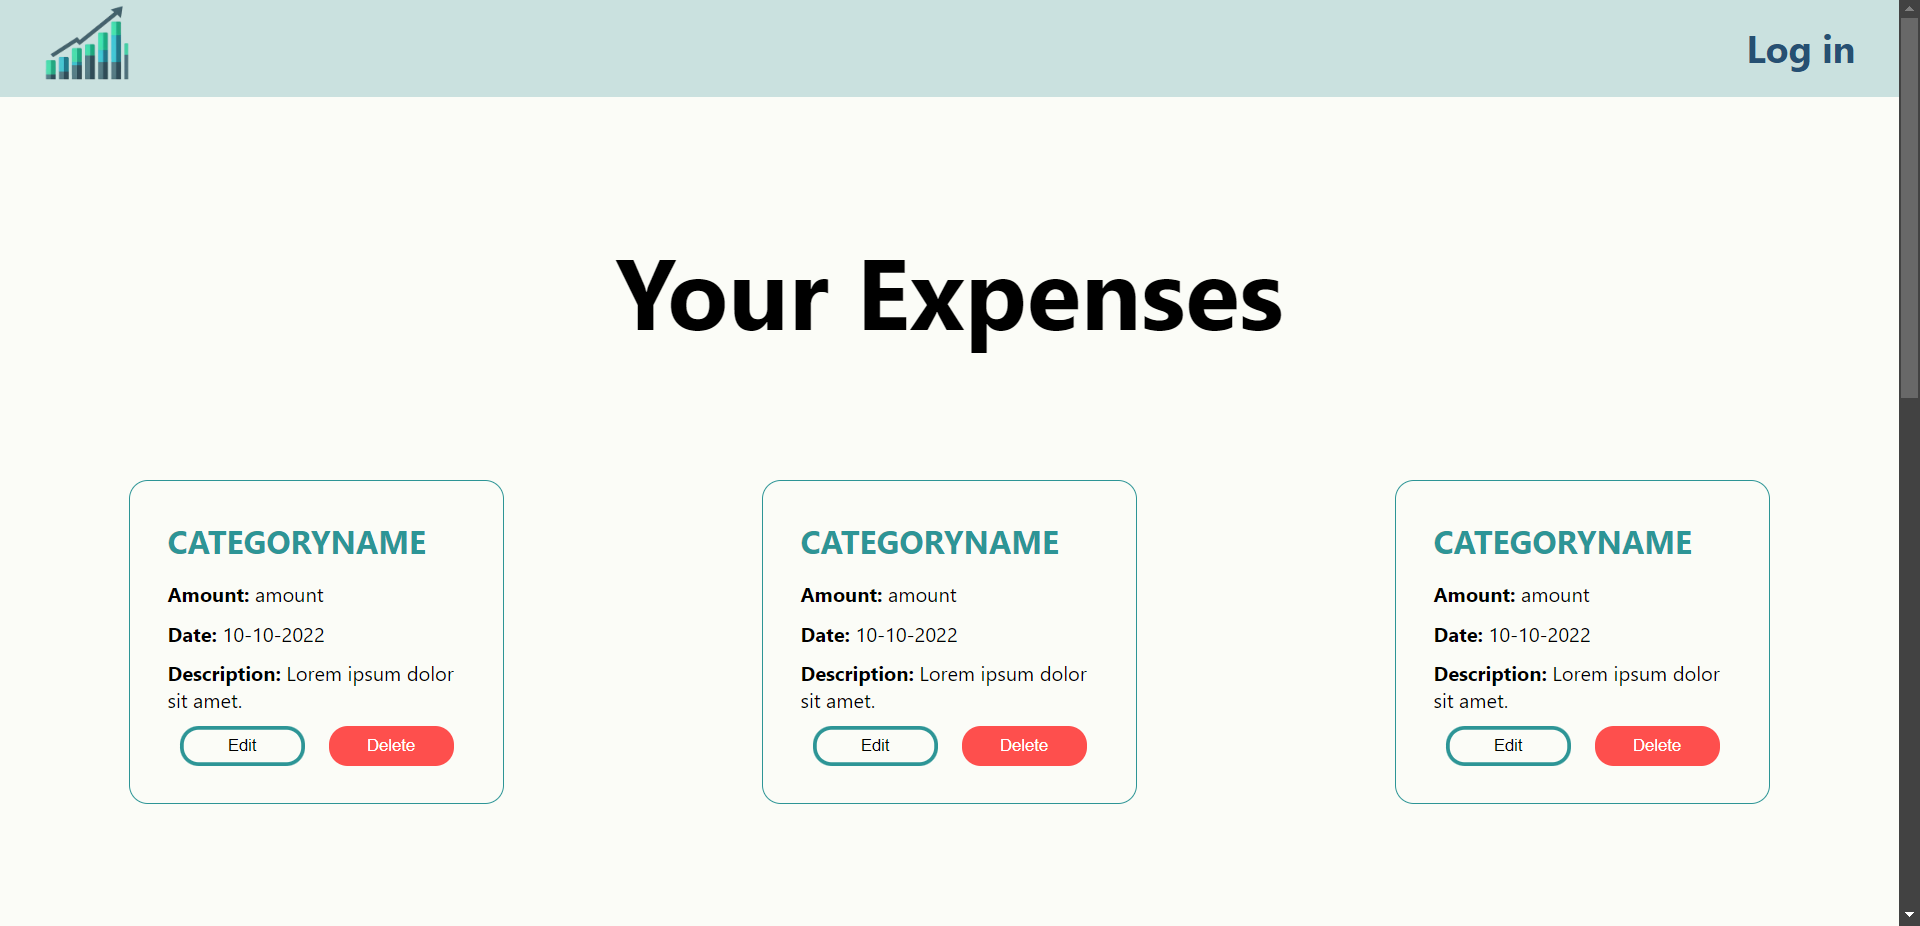 Log in
Your Expenses
CATEGORYNAME
Amount: amount
Date: 10-10-2022
Description: Lorem ipsum dolor
sit amet.
Edit
Delete
CATEGORYNAME
Amount: amount
Date: 10-10-2022
Description: Lorem ipsum dolor
sit amet.
Edit
Delete
CATEGORYNAME
Amount: amount
Date: 10-10-2022
Description: Lorem ipsum dolor
sit amet.
Edit
Delete